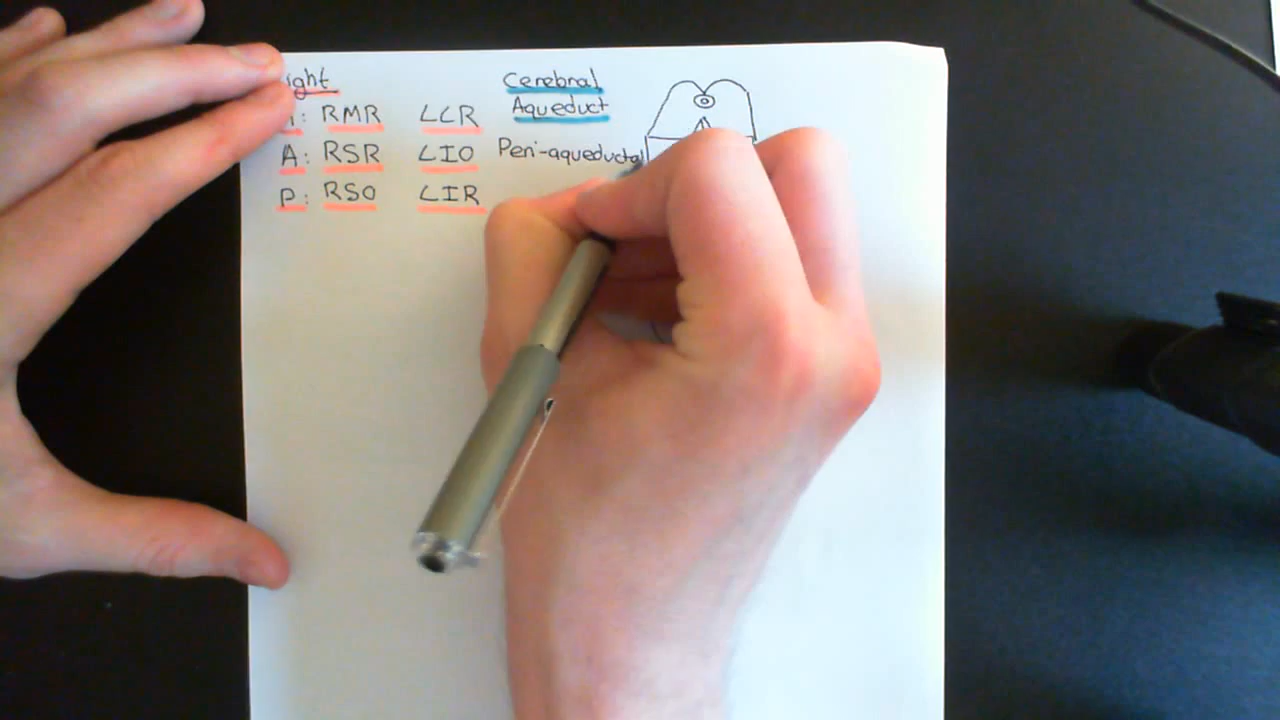 ight
: RMR LCR
A: RSR LIO
P: RSO LIR
Cerebral
Aqueduct
Peri-aqueductal